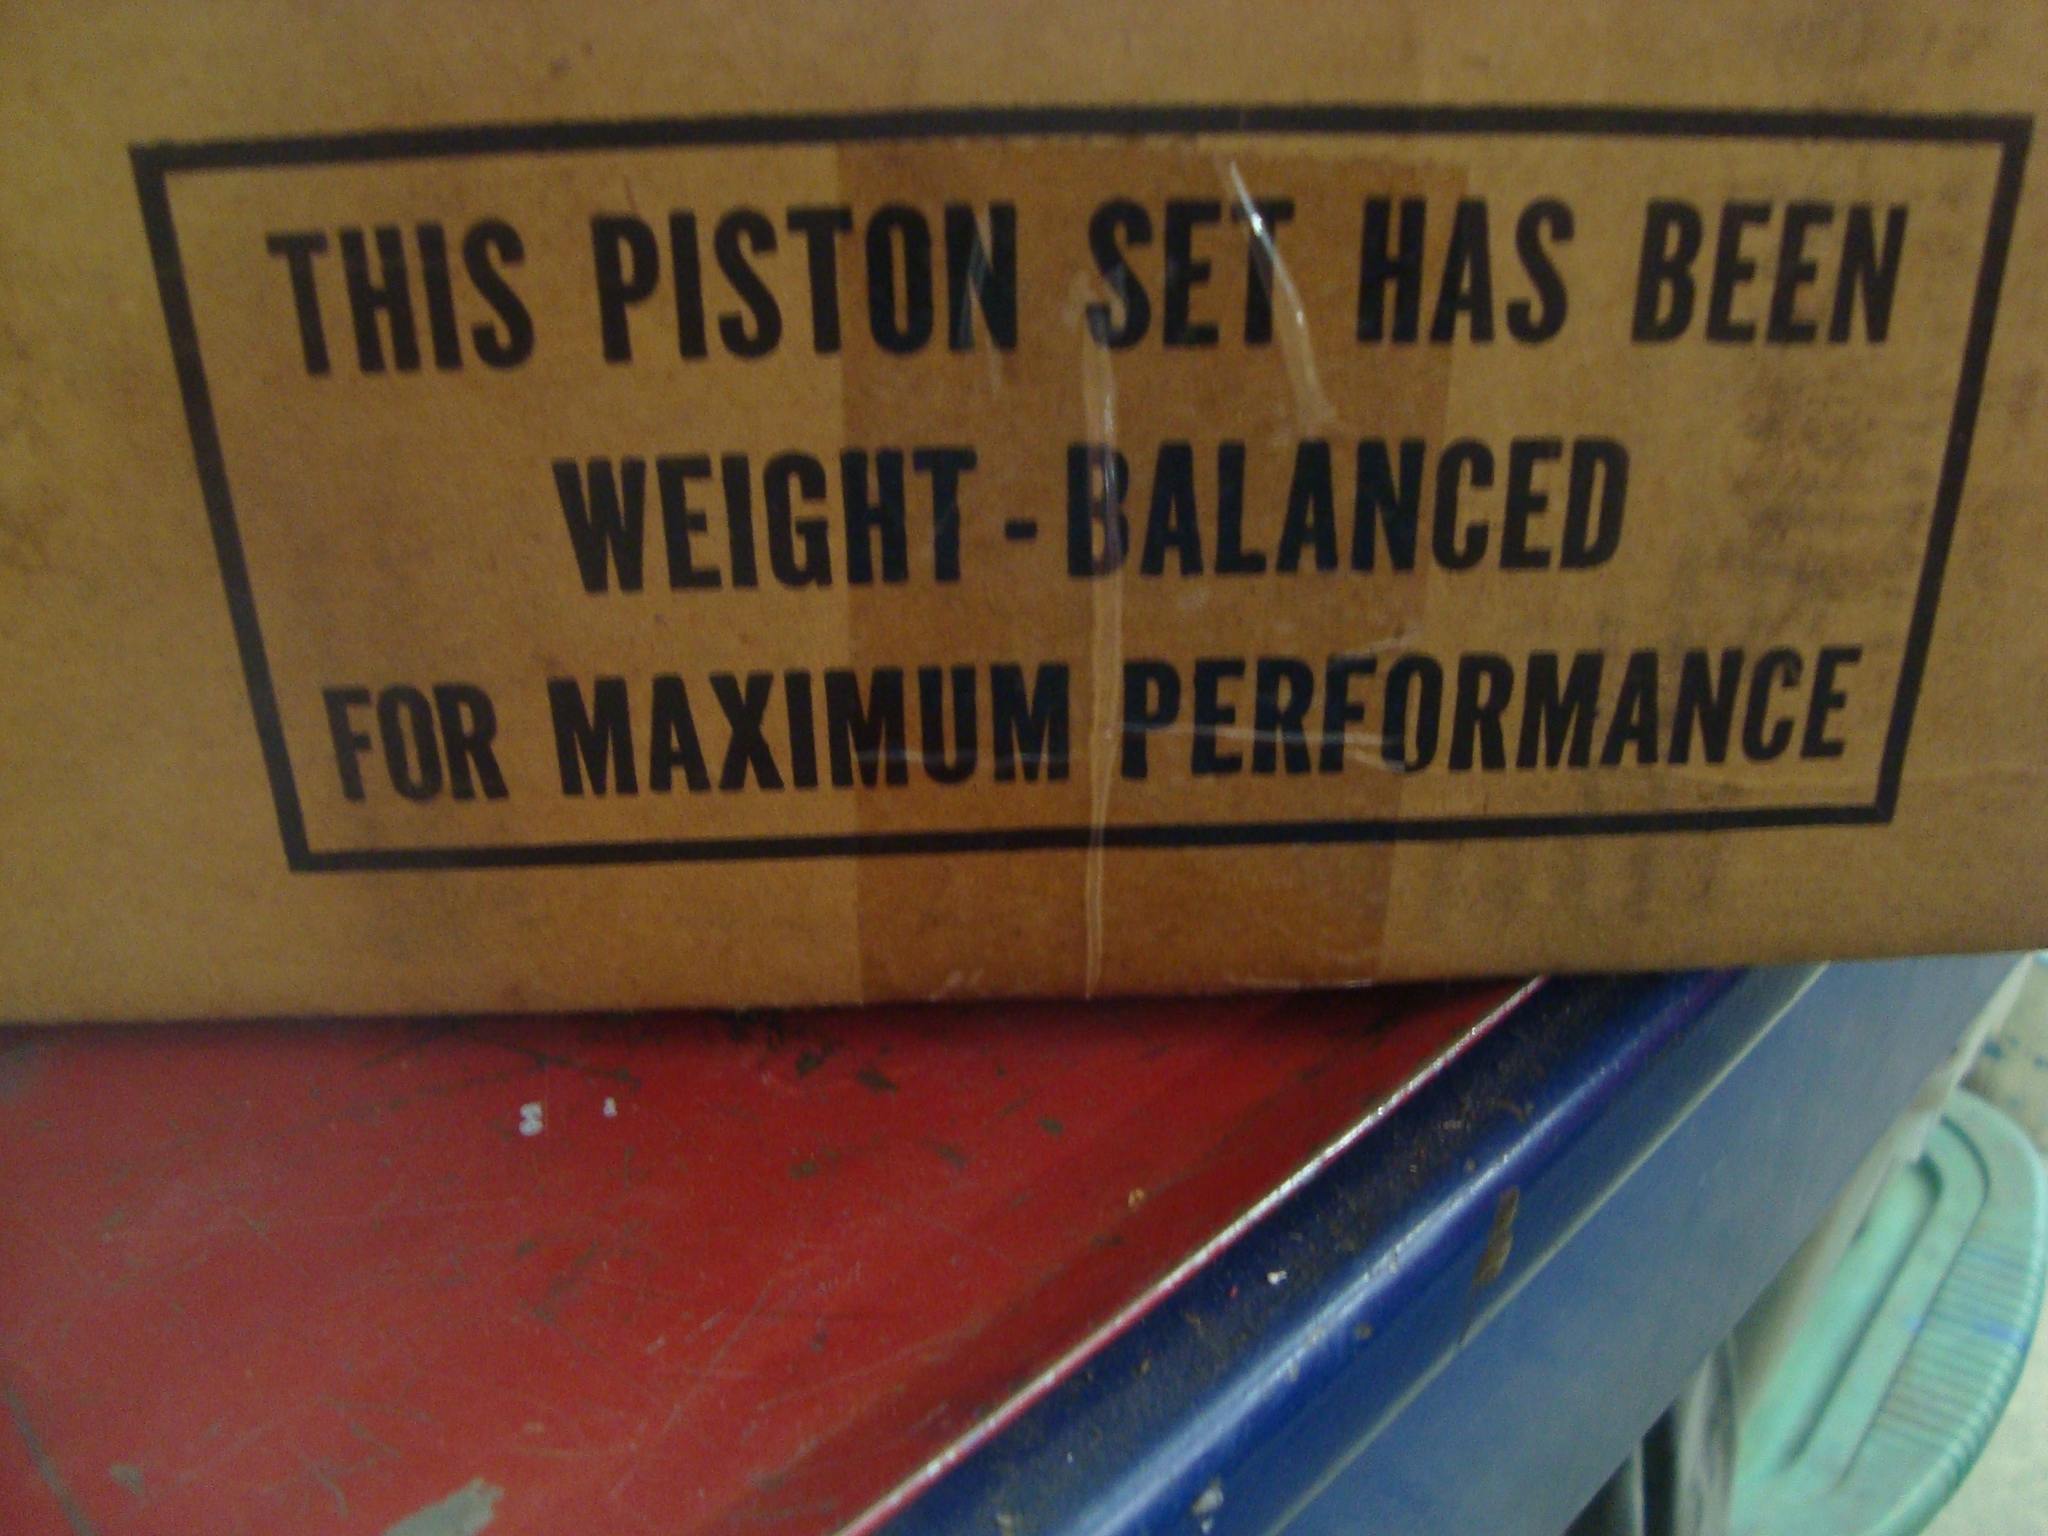 THIS PISTON SET HAS BEEN
WEIGHT - BALANCED
FOR MAXIMUM PERFORMANCE